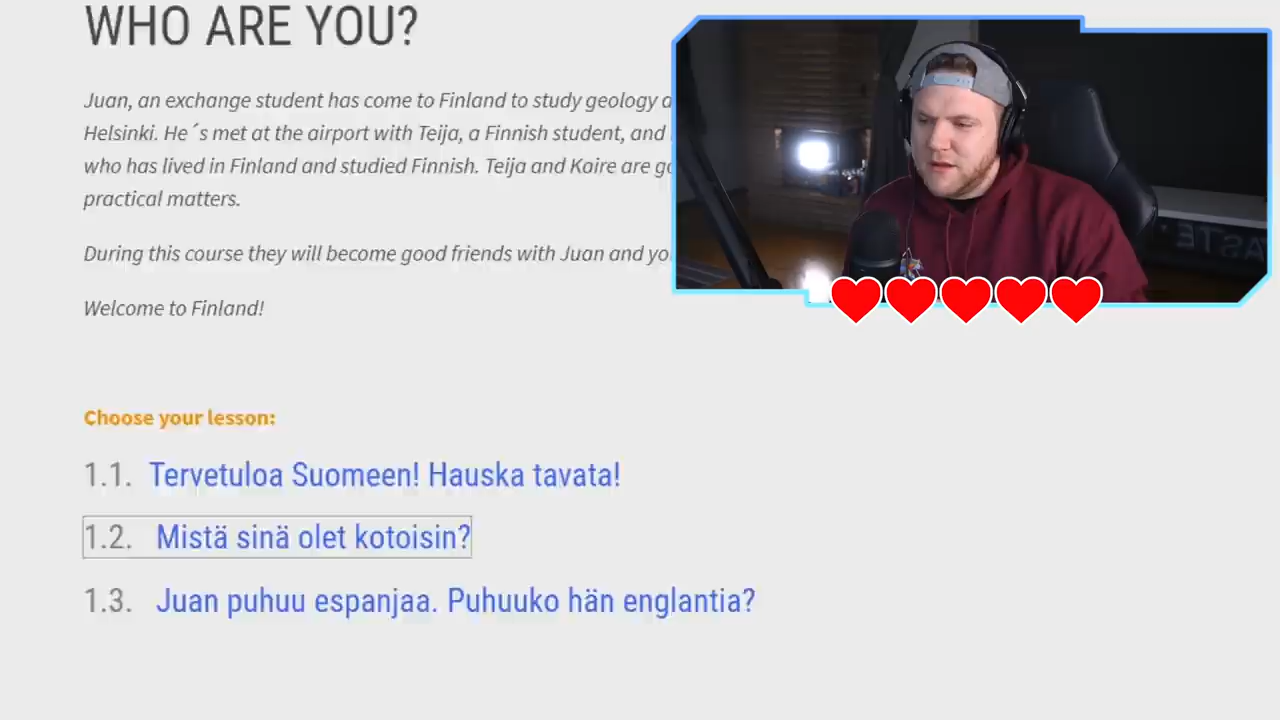 WHO ARE YOU?
Juan, an exchange student has come to Finland to study geology
Helsinki. He´s met at the airport with Teija, a Finnish student, and
who has lived in Finland and studied Finnish. Teija and Kaire are
practical matters.
During this course they will become good friends with Juan and
Welcome to Finland!
Choose your lesson:
1.1. Tervetuloa Suomeen! Hauska tavata!
1.2. Mistä sinä olet kotoisin?
1.3. Juan puhuu espanjaa. Puhuuko hän englantia?